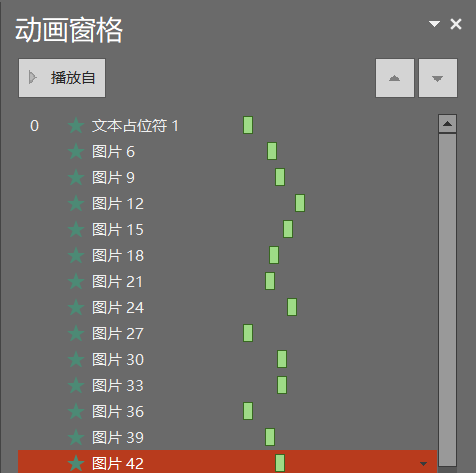 动画窗格
播放自
0 文本占位符 1
图片 6
图片 9
图片 12
图片 15
图片 18
图片 21
图片 24
图片 27
图片 30
图片 33
图片 36
图片 39
图片 42